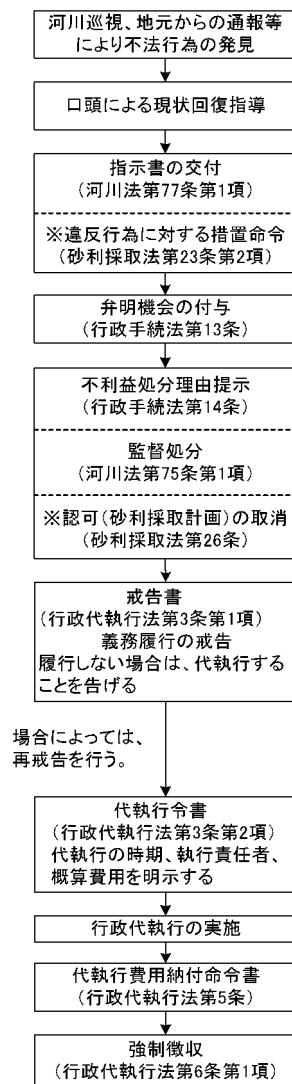 河川巡視、地元からの通報等
により不法行為の発見
口頭による現状回復指導
指示書の交付
(河川法第77条第1項)
※違反行為に対する措置命令
(砂利採取法第23条第2項)
弁明機会の付与
(行政手続法第13条)
不利益処分理由提示
(行政手続法第14条)
監督処分
(河川法第75条第1項)
※認可(砂利採取計画)の取消
(砂利採取法第26条)
戒告書
(行政代執行法第3条第1項)
義務履行の戒告
履行しない場合は、代執行する
ことを告げる
場合によっては、
再戒告を行う。
代執行令書
(行政代執行法第3条第2項)
代執行の時期、執行責任者、
概算費用を明示する
行政代執行の実施
代執行費用納付命令書
(行政代執行法第5条)
強制徴収
(行政代執行法第6条第1項)